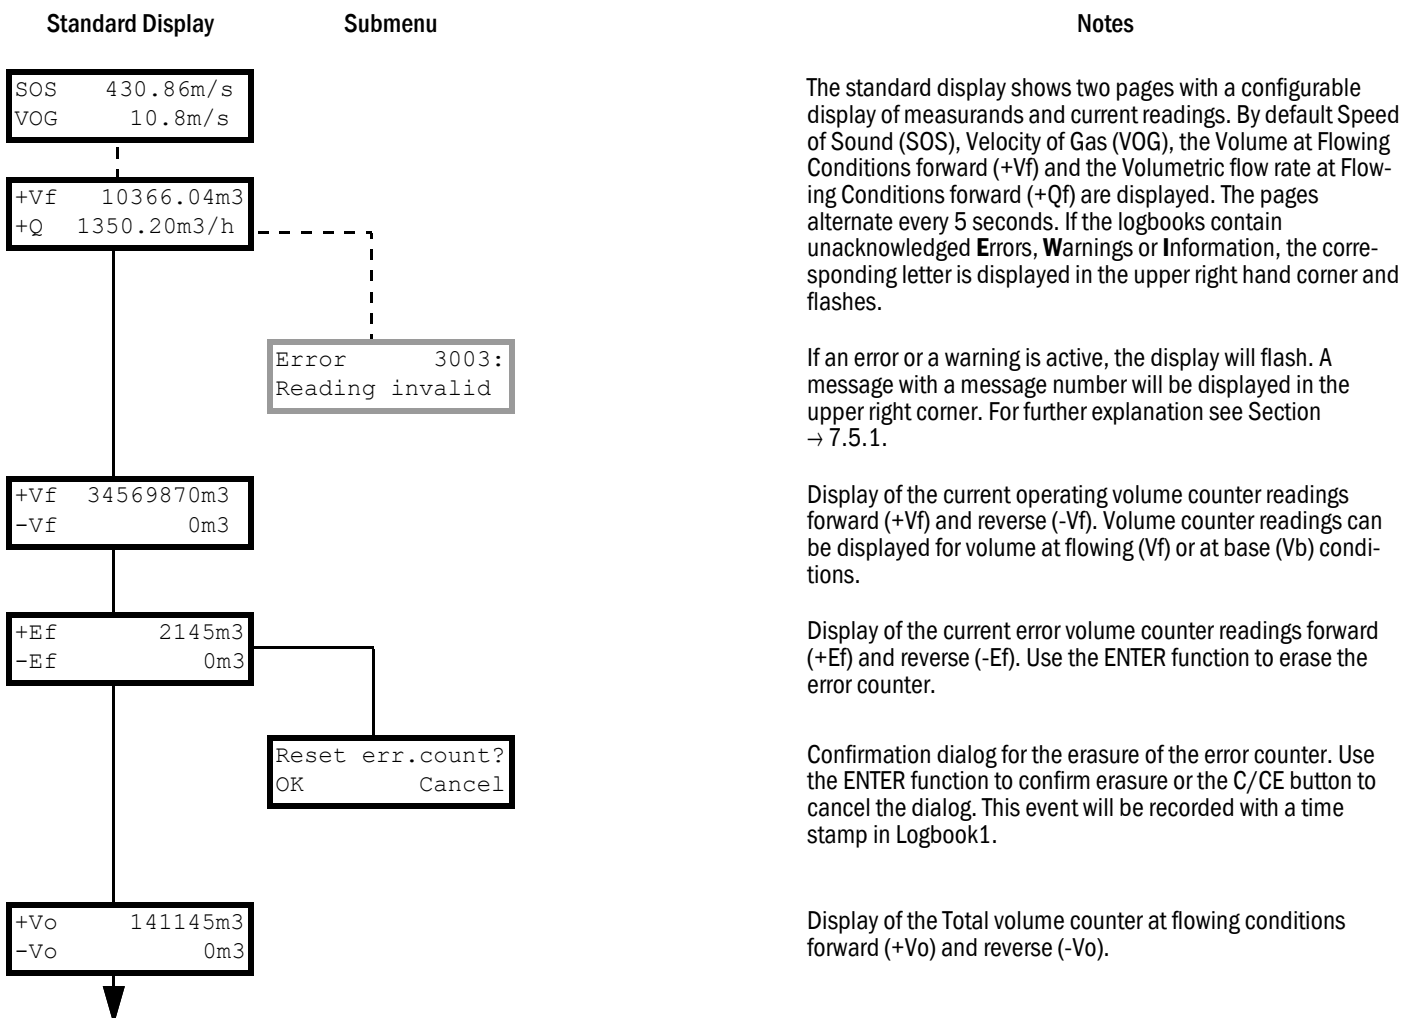 Standard Display Submenu Notes
SOS 430.86m/s
VOG 10.8m/s
The standard display shows two pages with a configurable
display of measurands and current readings. By default Speed
of Sound (SOS), Velocity of Gas (VOG), the Volume at Flowing
Conditions forward (+Vf) and the Volumetric flow rate at Flow-
ing Conditions forward (+Qf) are displayed. The pages
alternate every 5 seconds. If the logbooks contain
unacknowledged Errors, Warnings or Information, the corre-
sponding letter is displayed in the upper right hand corner and
flashes.
+Vf 10366.04m3
+Q 1350.20m3/h
Error 3003:
Reading invalid
If an error or a warning is active, the display will flash. A
message with a message number will be displayed in the
upper right corner. For further explanation see Section
→ 7.5.1.
+Vf 34569870m3
-Vf 0m3
Display of the current operating volume counter readings
forward (+Vf) and reverse (-Vf). Volume counter readings can
be displayed for volume at flowing (Vf) or at base (Vb) condi-
tions.
+Ef 2145m3
-Ef 0m3
Display of the current error volume counter readings forward
(+Ef) and reverse (-Ef). Use the ENTER function to erase the
error counter.
Reset err.count?
OK Cancel
Confirmation dialog for the erasure of the error counter. Use
the ENTER function to confirm erasure or the C/CE button to
cancel the dialog. This event will be recorded with a time
stamp in Logbook1.
+Vo 141145m3
-Vo 0m3
Display of the Total volume counter at flowing conditions
forward (+Vo) and reverse (-Vo).